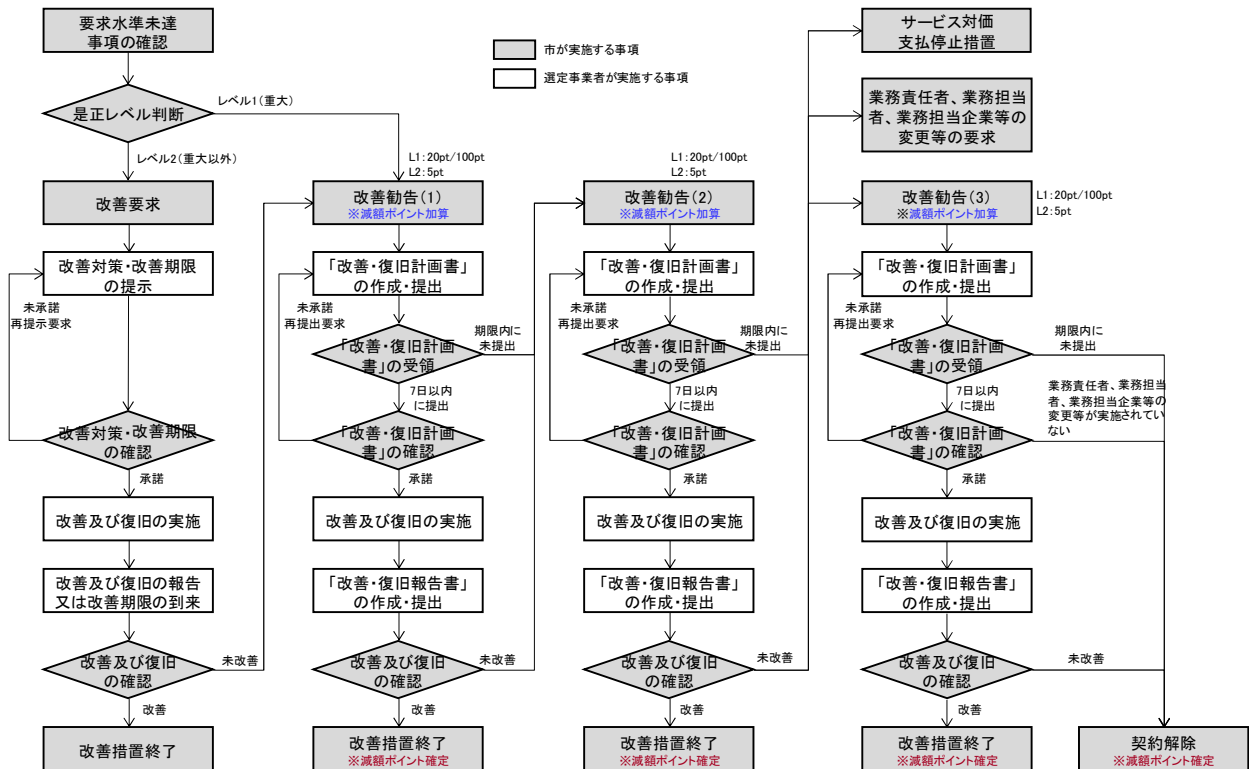 要求水準未達
事項の確認
市が実施する事項
選定事業者が実施する事項
サービス対価
支払停止措置
是正レベル判断
レベル1(重大)
レベル2(重大以外)
業務責任者、業務担当
者、業務担当企業等の
変更等の要求
改善要求
L1:20pt/100pt
L2:5pt
改善勧告(1)
※減額ポイント加算
L1:20pt/100pt
L2:5pt
改善勧告(2)
※減額ポイント加算
改善勧告(3)
※減額ポイント加算
L1:20pt/100pt
L2:5pt
改善対策・改善期限
の提示
「改善・復旧計画書」
の作成・提出
「改善・復旧計画書」
の作成・提出
「改善・復旧計画書」
の作成・提出
未承諾
再提示要求
未承諾
再提出要求
未承諾
再提出要求
未承諾
再提出要求
「改善・復旧計画
書」の受領
期限内に
未提出
「改善・復旧計画
書」の受領
期限内に
未提出
「改善・復旧計画
書」の受領
期限内に
未提出
7日以内
に提出
7日以内
に提出
7日以内
に提出
業務責任者、業務担当
者、業務担当企業等の
変更等が実施されてい
ない
改善対策・改善期限
の確認
「改善・復旧計画
書」の確認
「改善・復旧計画
書」の確認
「改善・復旧計画
書」の確認
承諾
承諾
承諾
承諾
改善及び復旧の実施
改善及び復旧の実施
改善及び復旧の実施
改善及び復旧の実施
改善及び復旧の報告
又は改善期限の到来
「改善・復旧報告書」
の作成・提出
「改善・復旧報告書」
の作成・提出
「改善・復旧報告書」
の作成・提出
改善及び復旧
の確認
未改善
改善及び復旧
の確認
未改善
改善及び復旧
の確認
未改善
改善及び復旧
の確認
未改善
改善
改善
改善
改善
改善措置終了
改善措置終了
※減額ポイント確定
改善措置終了
※減額ポイント確定
改善措置終了
※減額ポイント確定
契約解除
※減額ポイント確定